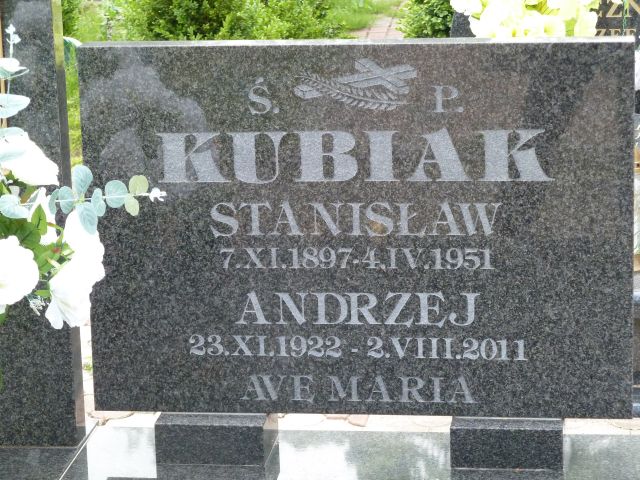 Ś. P.
KUBIAK
STANISŁAW
7.XI.1897-4.IV.1951
ANDRZEJ
23.XI.1922 - 2.VIII.2011
AVE MARIA